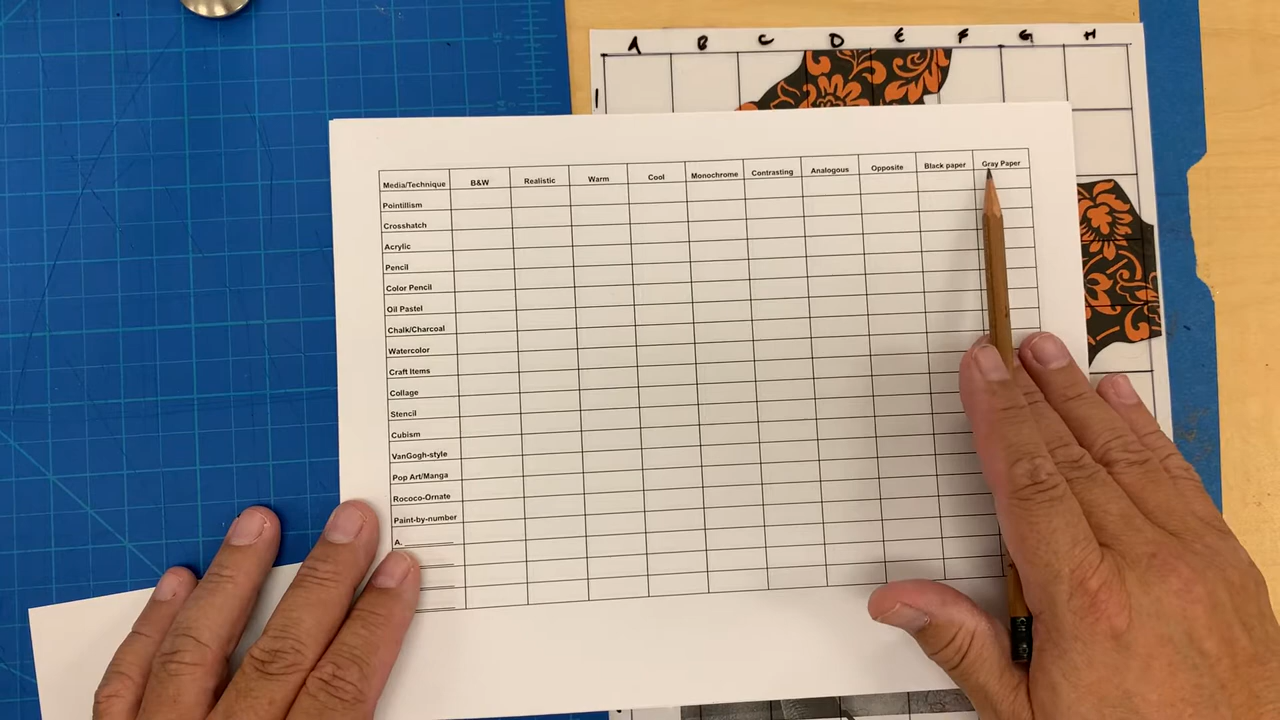 A B C D E F G H
1
Media/Technique B&W Realistic Warm Cool Monochrome Contrasting Analogous Opposite Black paper Gray Paper
Pointillism
Crosshatch
Acrylic
Pencil
Color Pencil
Oil Pastel
Chalk/Charcoal
Watercolor
Craft Items
Collage
Stencil
Cubism
VanGogh-style
Pop Art/Manga
Rococo-Ornate
Paint-by-number
A. ___________